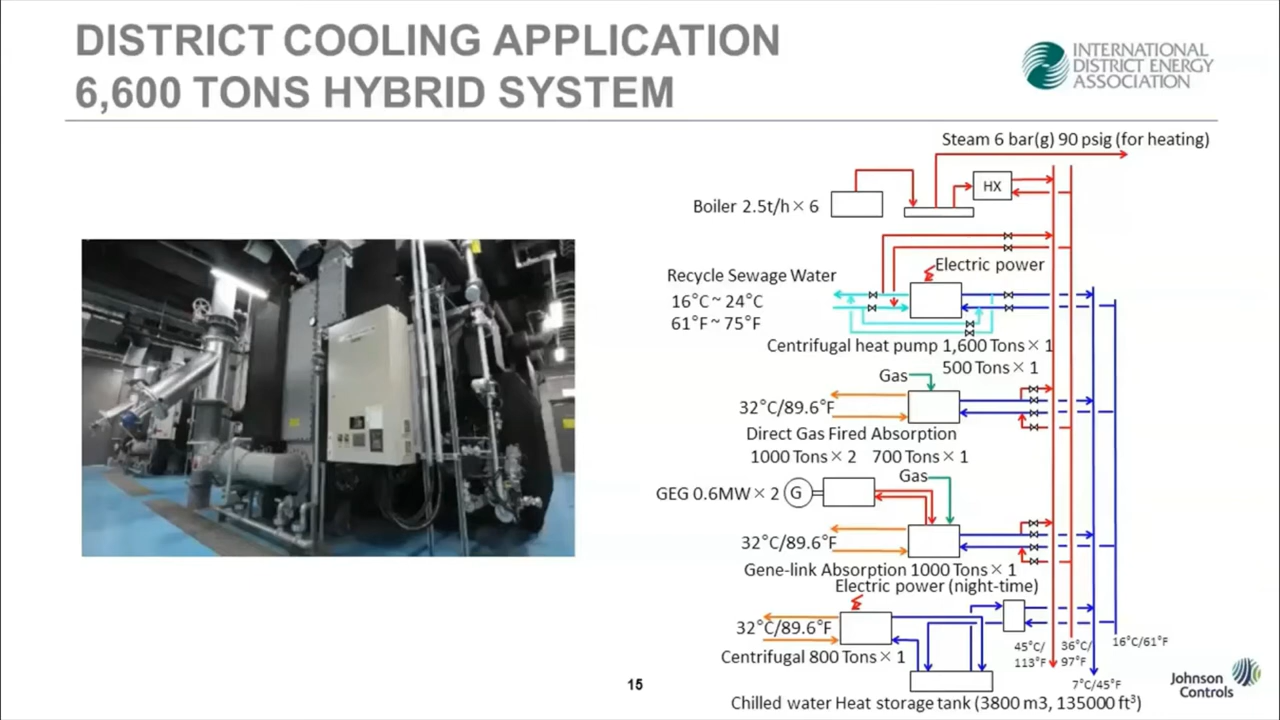 DISTRICT COOLING APPLICATION
6,600 TONS HYBRID SYSTEM
INTERNATIONAL
DISTRICT ENERGY
ASSOCIATION
Steam 6 bar(g) 90 psig (for heating)
HX
Boiler 2.5t/h × 6
Electric power
Recycle Sewage Water
16°C ~ 24°C
61°F ~ 75°F
Centrifugal heat pump 1,600 Tons × 1
500 Tons × 1
Gas
32°C/89.6°F
Direct Gas Fired Absorption
1000 Tons × 2 700 Tons × 1
Gas
GEG 0.6MW × 2 G
32°C/89.6°F
Gene-link Absorption 1000 Tons × 1
Electric power (night-time)
32°C/89.6°F
Centrifugal 800 Tons × 1
45°C/
113°F
36°C/
97°F
16°C/61°F
7°C/45°F
15
Chilled water Heat storage tank (3800 m3, 135000 ft³)
Johnson
Controls